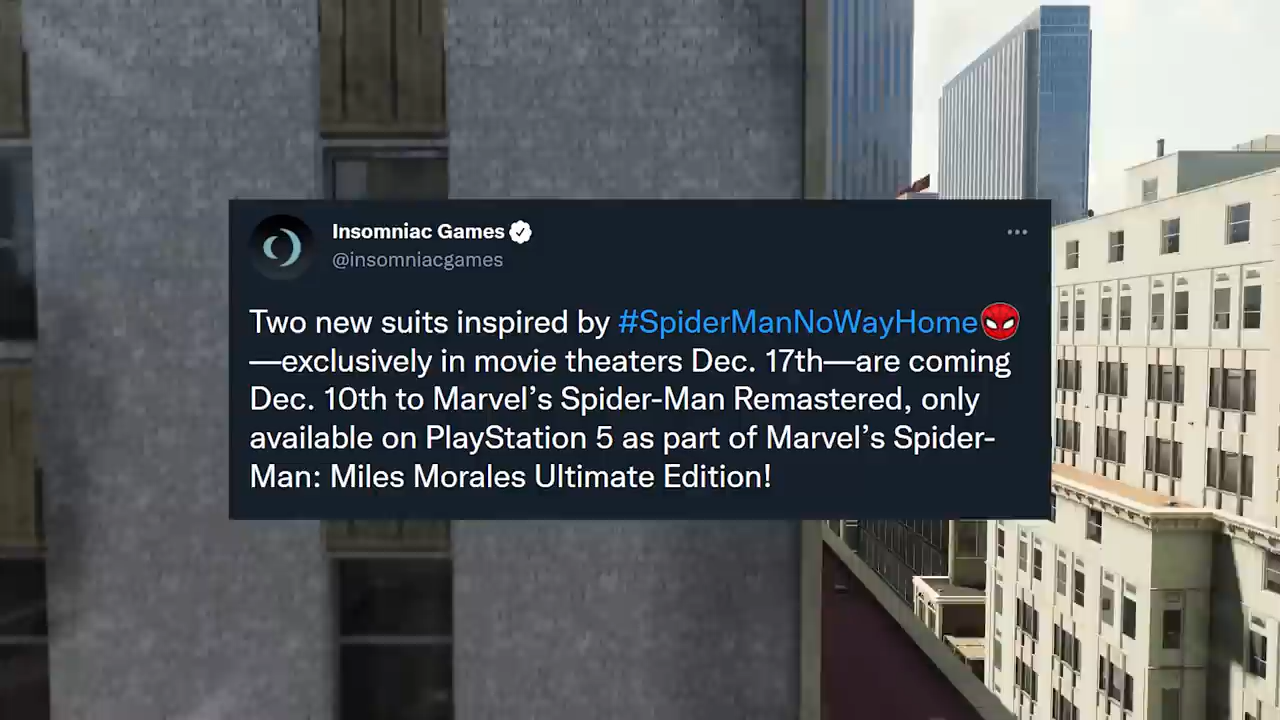 Insomniac Games
@insomniacgames
Two new suits inspired by #SpiderManNoWayHome
—exclusively in movie theaters Dec. 17th—are coming
Dec. 10th to Marvel’s Spider-Man Remastered, only
available on PlayStation 5 as part of Marvel’s Spider-
Man: Miles Morales Ultimate Edition!